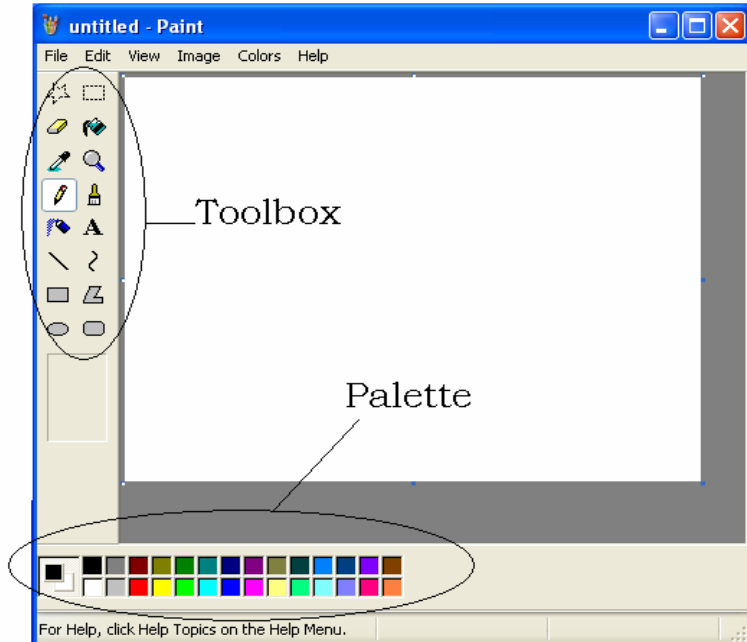 untitled - Paint
File Edit View Image Colors Help
A
Toolbox
Palette
For Help, click Help Topics on the Help Menu.